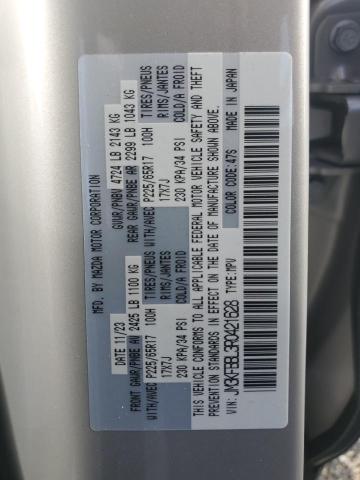 MFD. BY MAZDA MOTOR CORPORATION
DATE 11/23 GVWR/PNBV 4724 LB 2143 KG
FRONT GAWR/PNBE AV 2425 LB 1100 KG REAR GAWR/PNBE AR 2299 LB 1043 KG
WITH/AVEC P225/65R17 100H TIRES/PNEUS WITH/AVEC P225/65R17 100H TIRES/PNEUS
17X7J RIMS/JANTES 17X7J RIMS/JANTES
230 KPA/34 PSI COLD/A FROID 230 KPA/34 PSI COLD/A FROID
THIS VEHICLE CONFORMS TO ALL APPLICABLE FEDERAL MOTOR VEHICLE SAFETY AND THEFT
PREVENTION STANDARDS IN EFFECT ON THE DATE OF MANUFACTURE SHOWN ABOVE.
VIN: JM3KFBBL3R0421628 TYPE:MPV COLOR CODE:47S MADE IN JAPAN